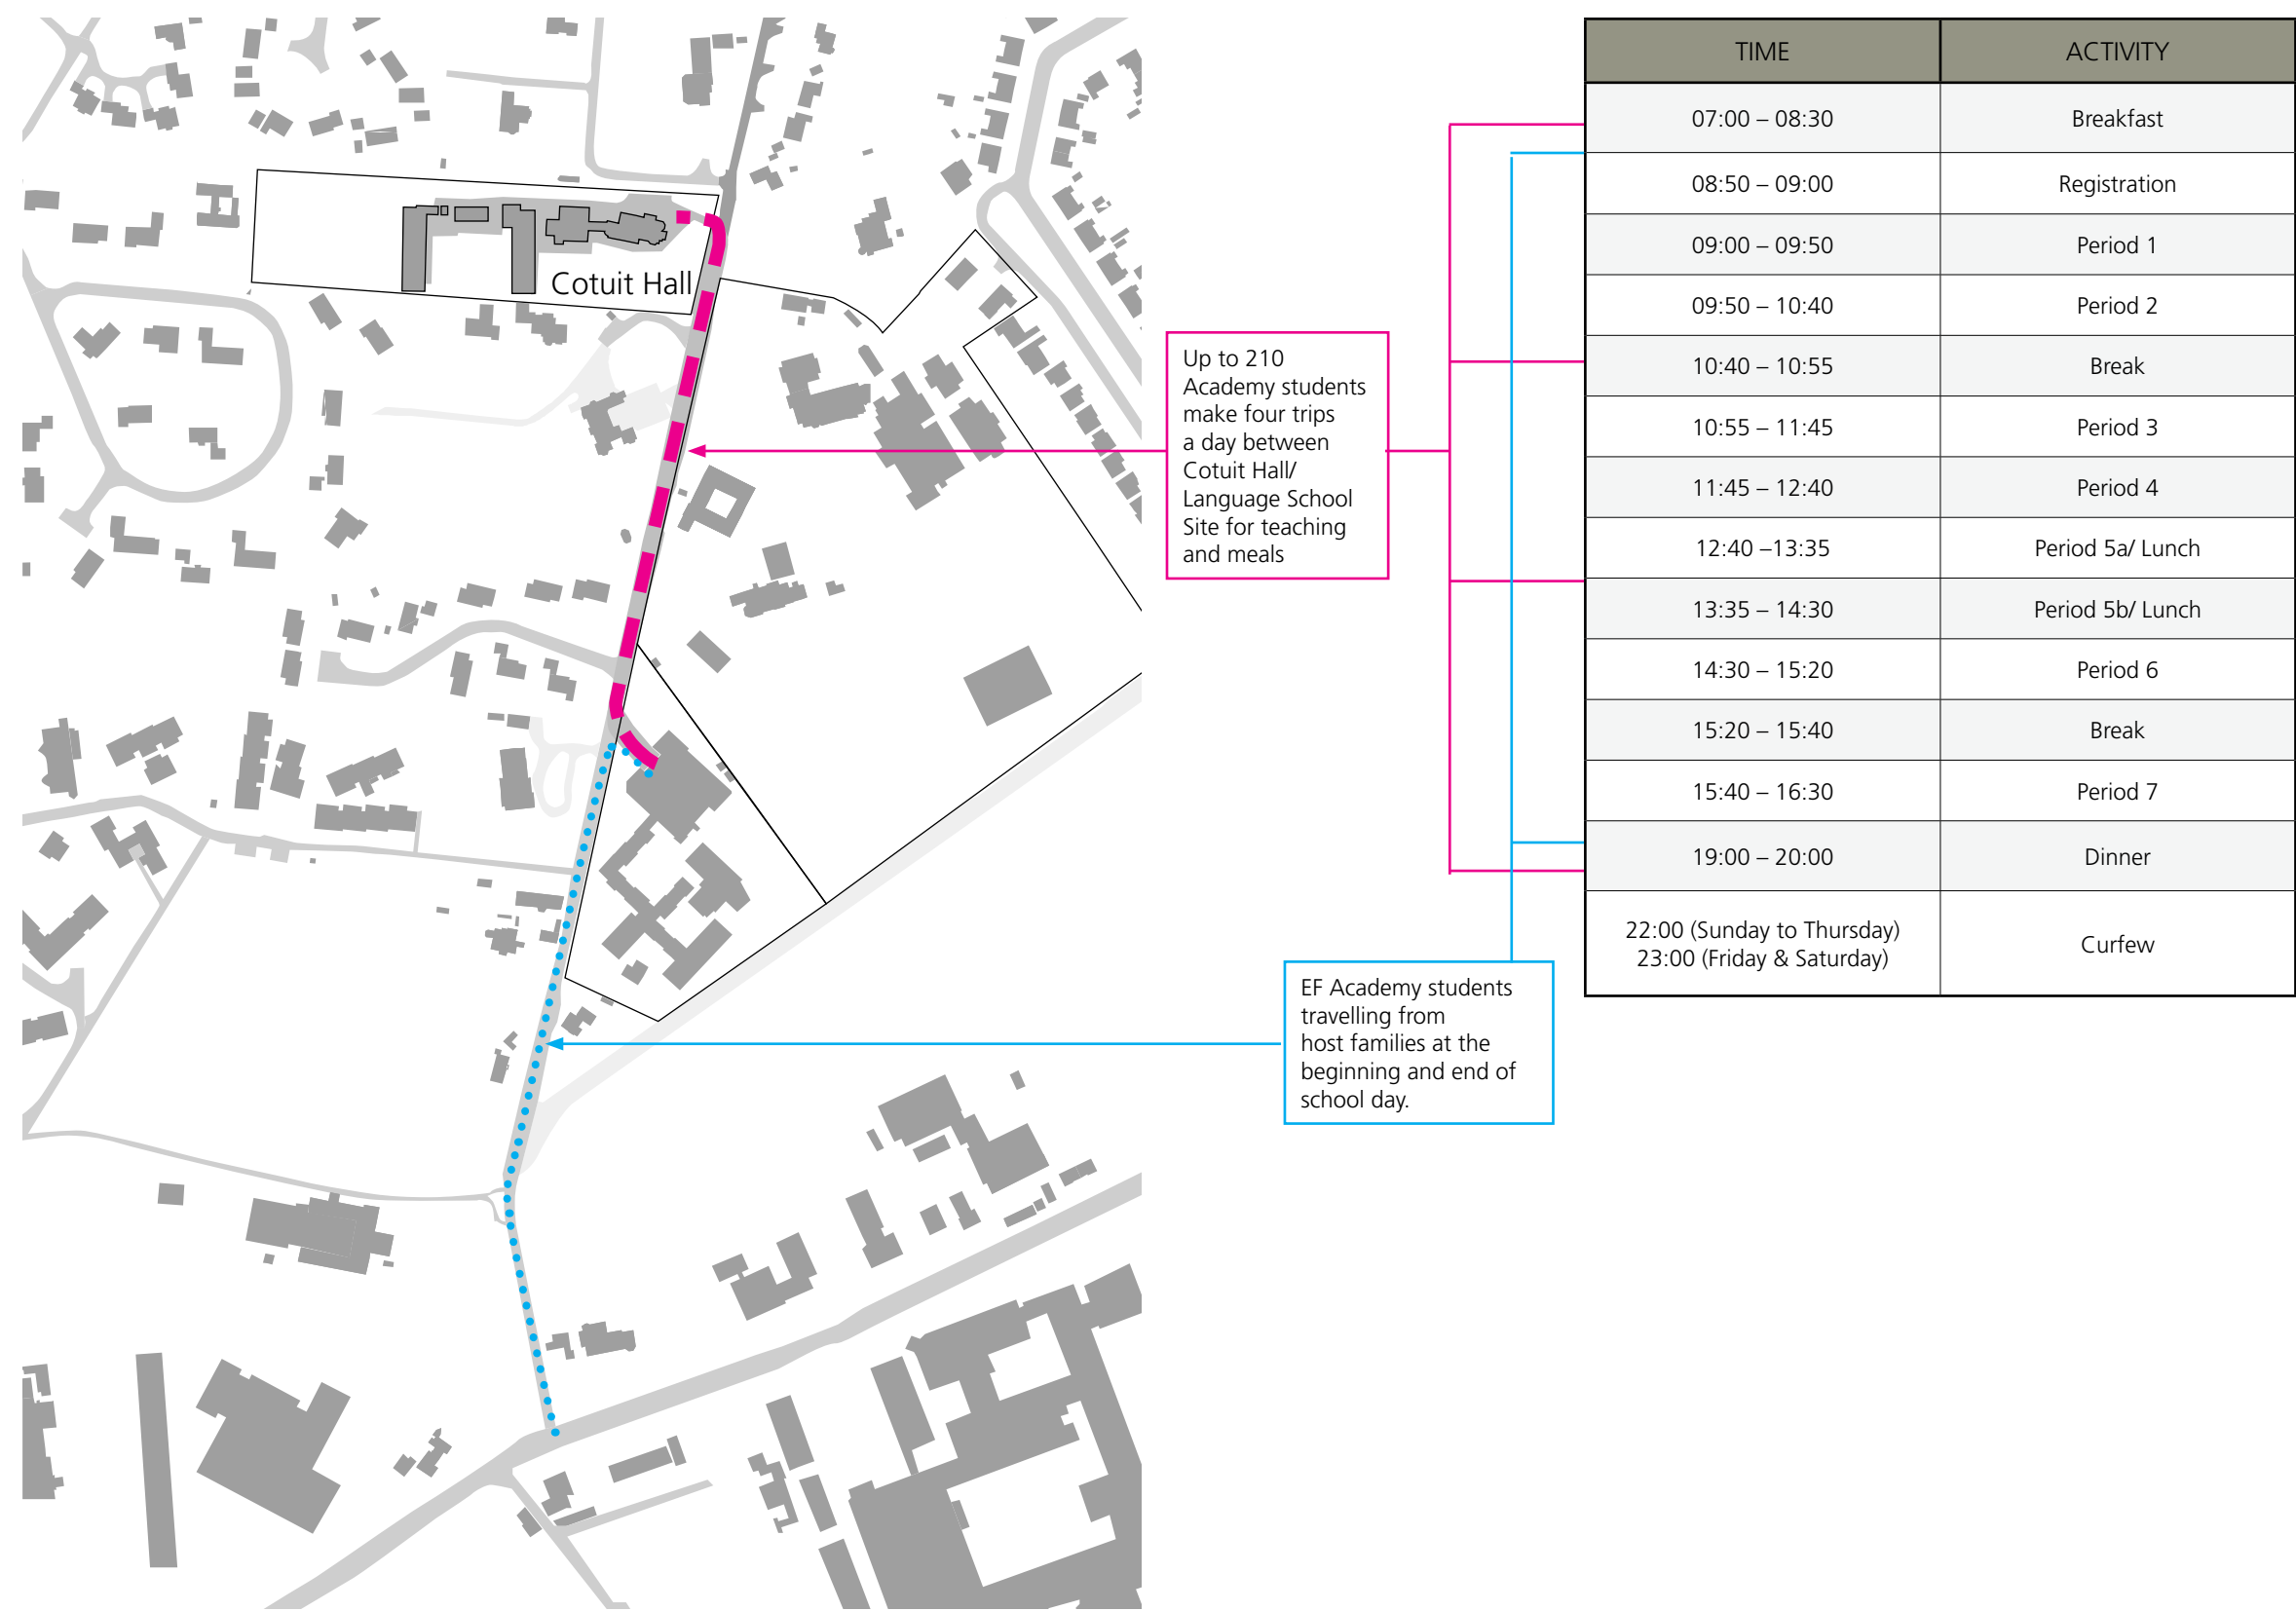 Cotuit Hall
Up to 210
Academy students
make four trips
a day between
Cotuit Hall/
Language School
Site for teaching
and meals
EF Academy students
travelling from
host families at the
beginning and end of
school day.
TIME ACTIVITY
07:00 – 08:30 Breakfast
08:50 – 09:00 Registration
09:00 – 09:50 Period 1
09:50 – 10:40 Period 2
10:40 – 10:55 Break
10:55 – 11:45 Period 3
11:45 – 12:40 Period 4
12:40 –13:35 Period 5a/ Lunch
13:35 – 14:30 Period 5b/ Lunch
14:30 – 15:20 Period 6
15:20 – 15:40 Break
15:40 – 16:30 Period 7
19:00 – 20:00 Dinner
22:00 (Sunday to Thursday)
23:00 (Friday & Saturday)
Curfew